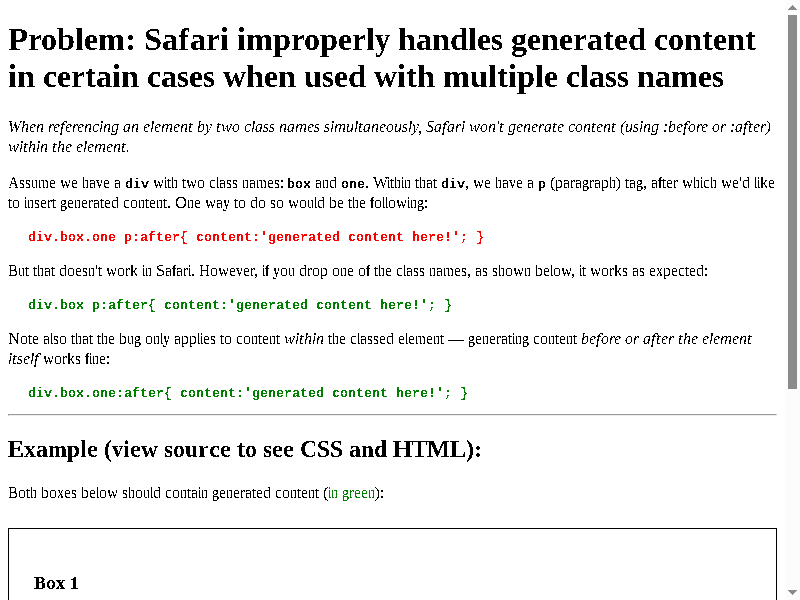 Problem: Safari improperly handles generated content
in certain cases when used with multiple class names
When referencing an element by two class names simultaneously, Safari won't generate content (using :before or :after)
within the element.
Assume we have a div with two class names: box and one. Within that div, we have a p (paragraph) tag, after which we'd like
to insert generated content. One way to do so would be the following:
div.box.one p:after{ content:'generated content here!'; }
But that doesn't work in Safari. However, if you drop one of the class names, as shown below, it works as expected:
div.box p:after{ content:'generated content here!'; }
Note also that the bug only applies to content within the classed element — generating content before or after the element
itself works fine:
div.box.one:after{ content:'generated content here!'; }
Example (view source to see CSS and HTML):
Both boxes below should contain generated content (in green):
Box 1